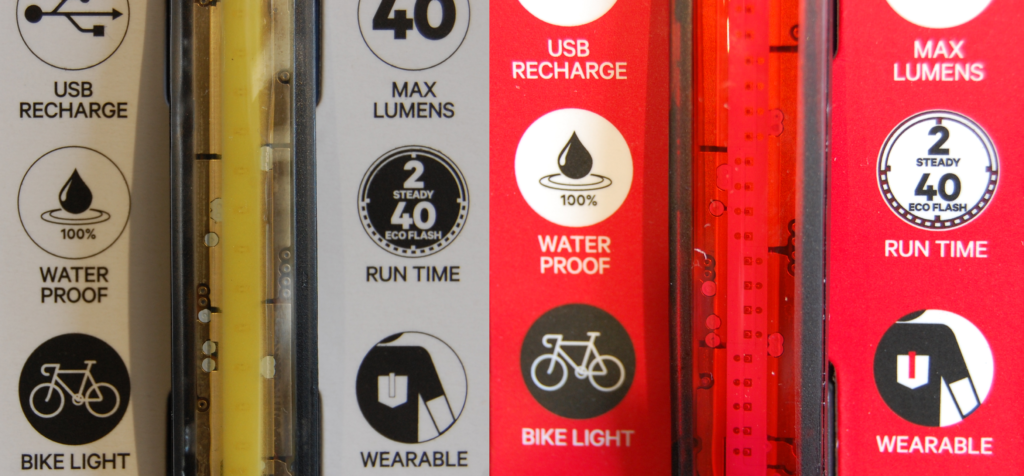 USB
RECHARGE
100%
WATER
PROOF
BIKE LIGHT
40
MAX
LUMENS
2
STEADY
40
ECO FLASH
RUN TIME
WEARABLE
USB
RECHARGE
100%
WATER
PROOF
BIKE LIGHT
MAX
LUMENS
2
STEADY
40
ECO FLASH
RUN TIME
WEARABLE